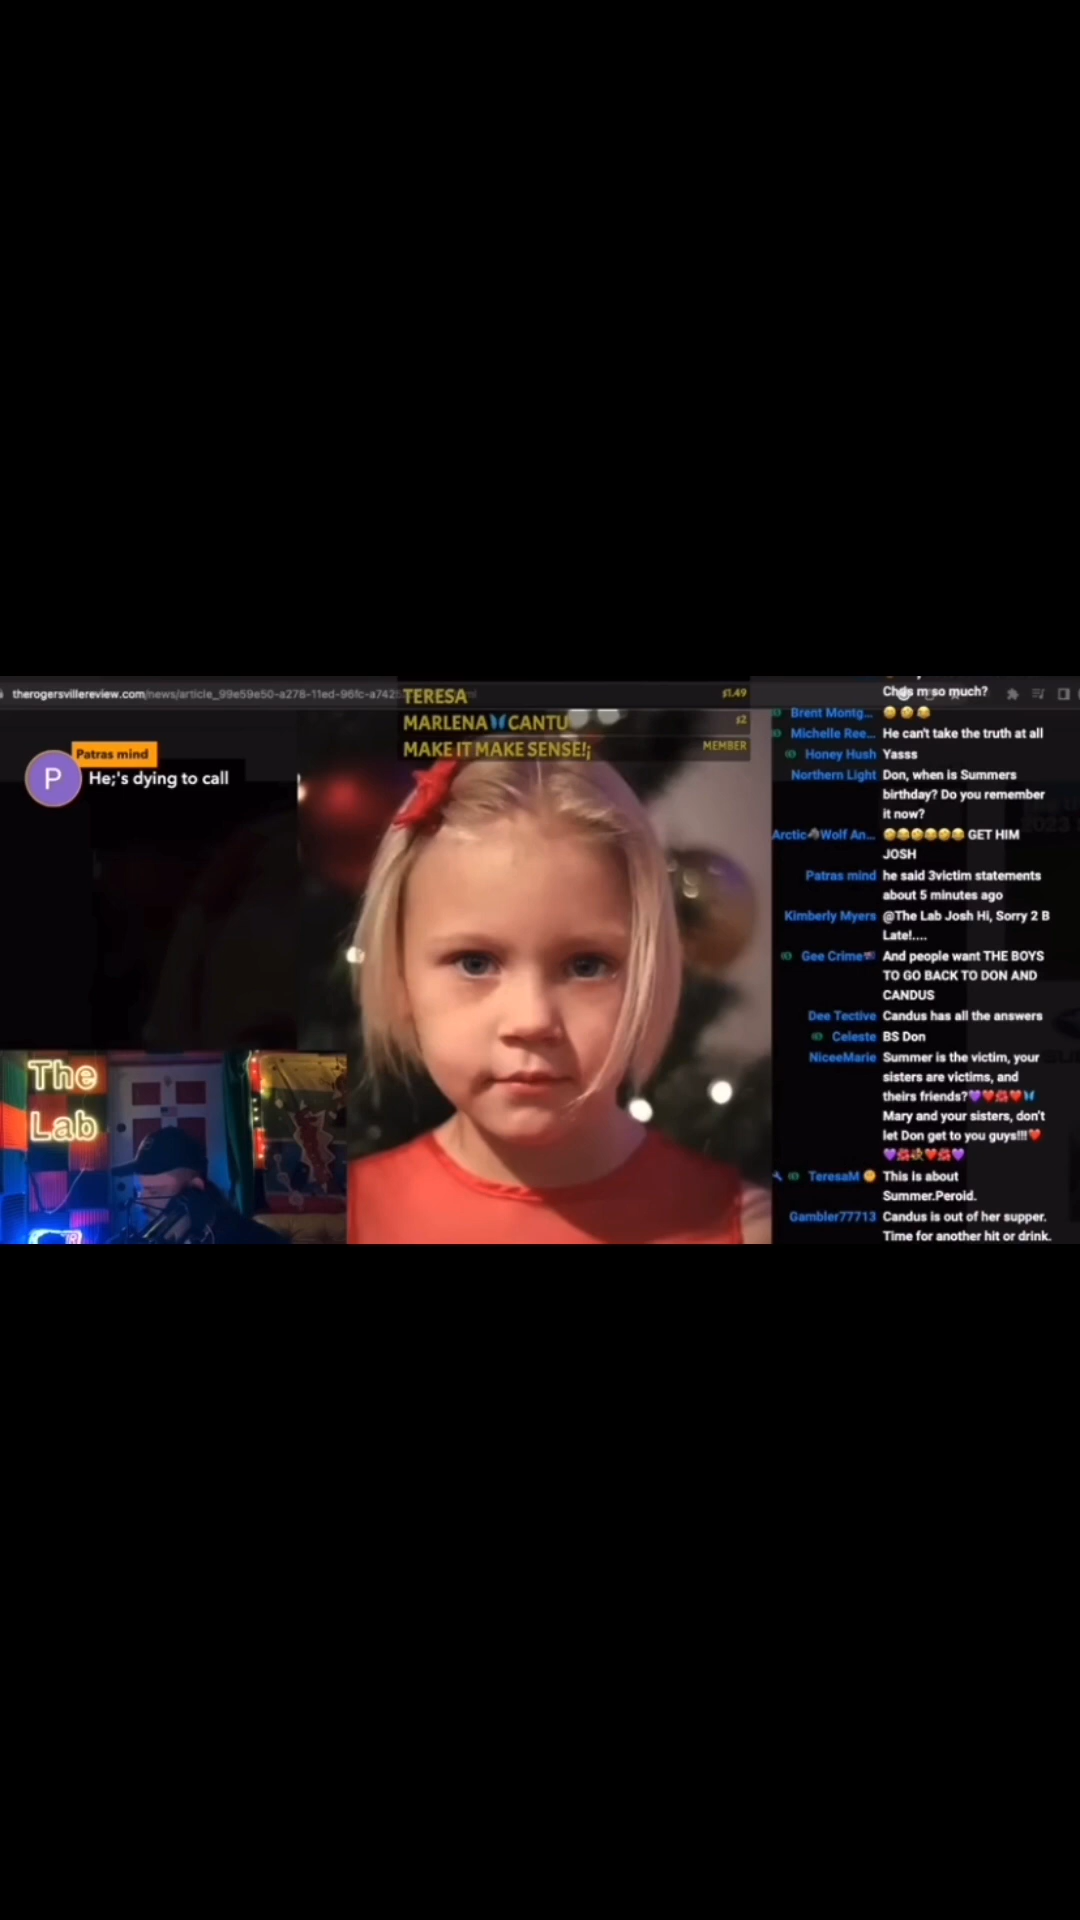 therogersvillereview.com/news/article_99e59e50-a278-11ed-96fc-a742
TERESA $1.49
MARLENA🦋CANTU $2
MAKE IT MAKE SENSE!; MEMBER
Patras mind
P
He;'s dying to call
The
Lab
so much?
Brent Montg... 😂 🤣 😂
Michelle Ree... He can't take the truth at all
Honey Hush Yasss
Northern Light Don, when is Summers
birthday? Do you remember
it now?
Arctic🐴Wolf An... 🤣😂🤣😂🤣😂 GET HIM
JOSH
Patras mind he said 3victim statements
about 5 minutes ago
Kimberly Myers @The Lab Josh Hi, Sorry 2 B
Late!....
Gee Crime And people want THE BOYS
TO GO BACK TO DON AND
CANDUS
Dee Tective Candus has all the answers
Celeste BS Don
NiceeMarie Summer is the victim, your
sisters are victims, and
theirs friends?💜❤️🌺❤️🦋
Mary and your sisters, don't
let Don get to you guys!!!❤️
TeresaM This is about
Summer.Peroid.
Gambler77713 Candus is out of her supper.
Time for another hit or drink.